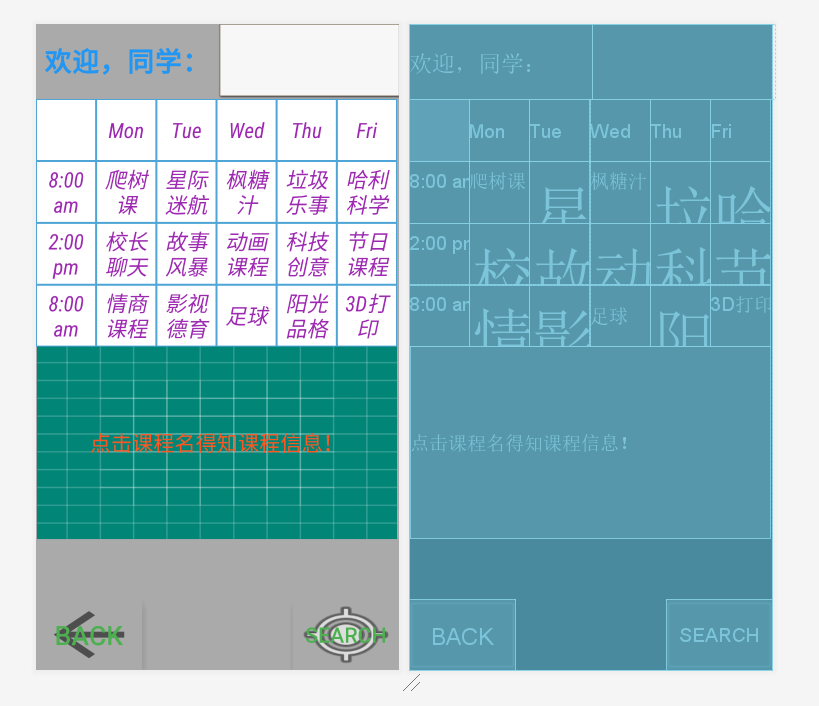 欢迎，同学：
Mon Tue Wed Thu Fri
8:00 am 爬树课 星际迷航 枫糖汁 垃圾乐事 哈利科学
2:00 pm 校长聊天 故事风暴 动画课程 科技创意 节日课程
8:00 am 情商课程 影视德育 足球 阳光品格 3D打印
点击课程名得知课程信息！
BACK SEARCH
欢迎，同学：
Mon Tue Wed Thu Fri
8:00 ar 爬树课 星 枫糖汁 垃 哈
2:00 pr 校 故 动 科 节
8:00 ar 情 影 足球 阳 3D打印
点击课程名得知课程信息！
BACK SEARCH